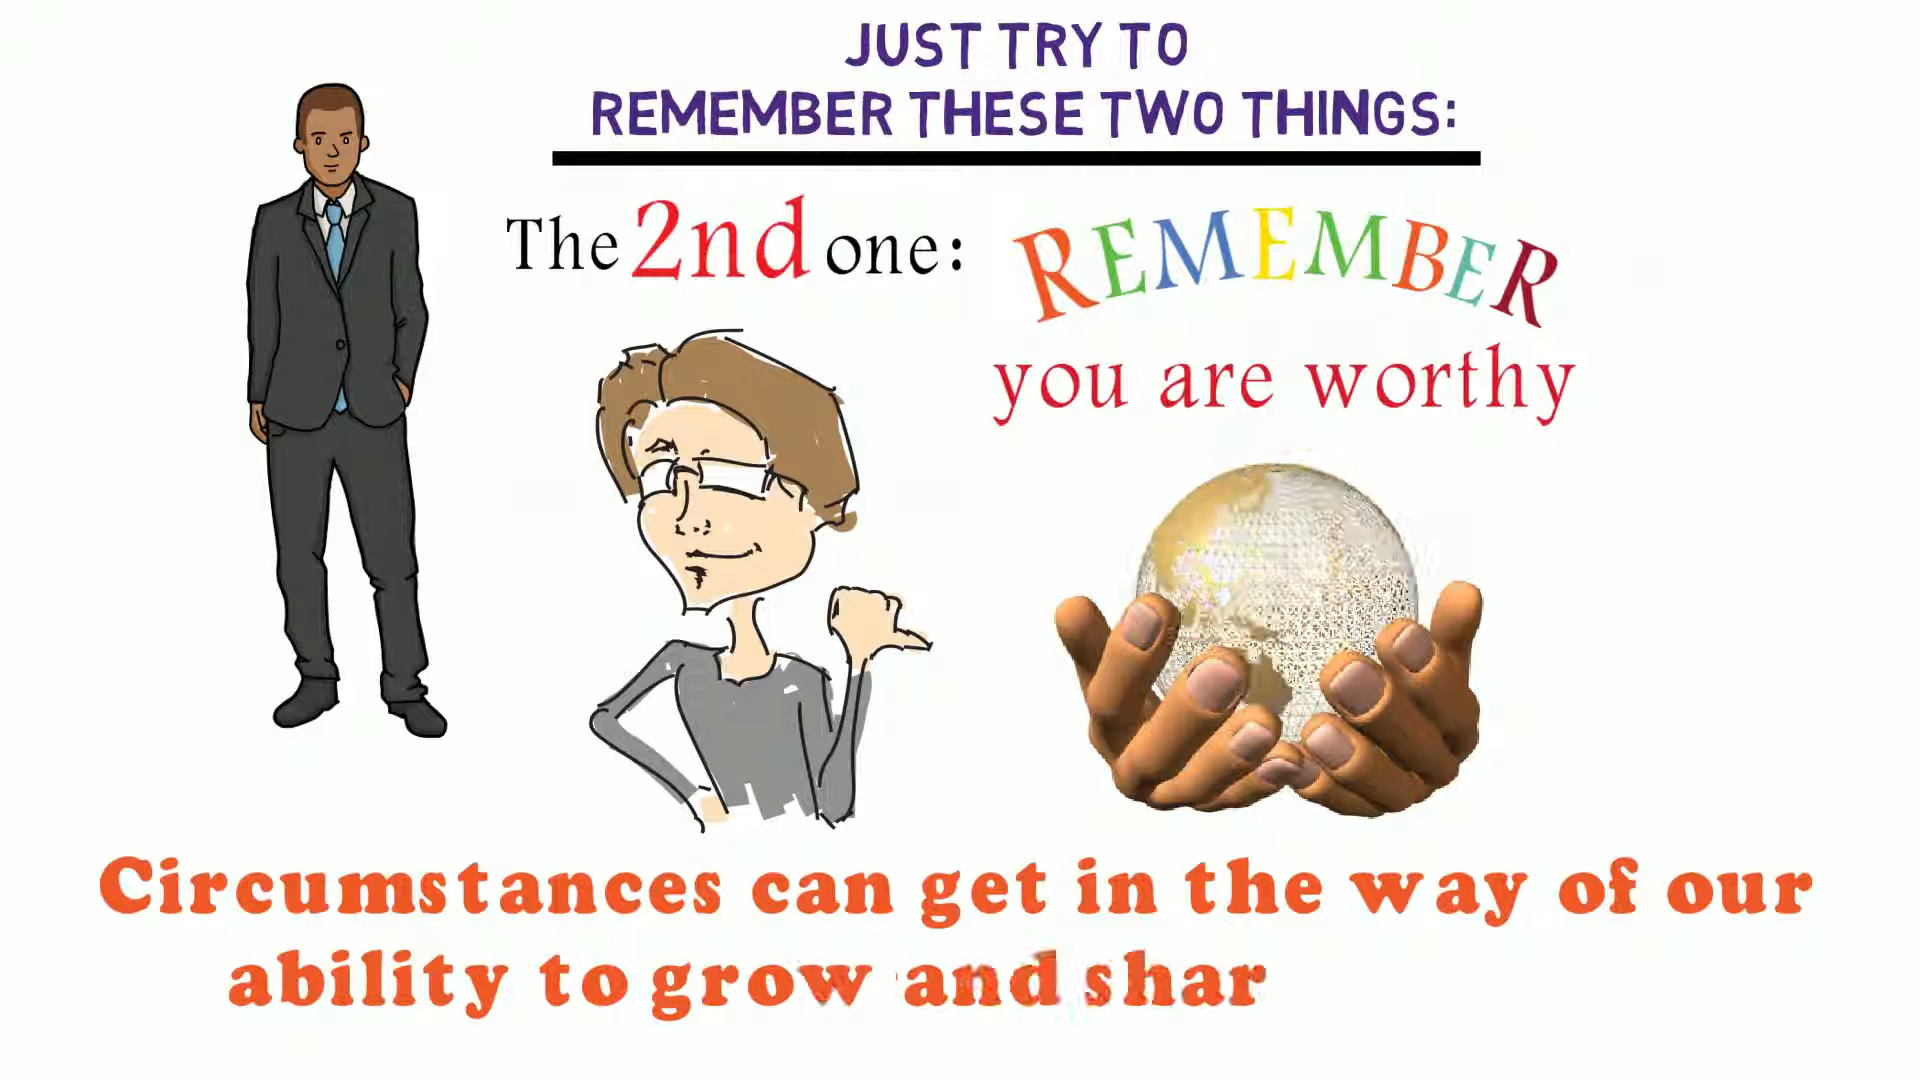 JUST TRY TO
REMEMBER THESE TWO THINGS:
The 2nd one: REMEMBER
you are worthy
Circumstances can get in the way of our
ability to grow and shar